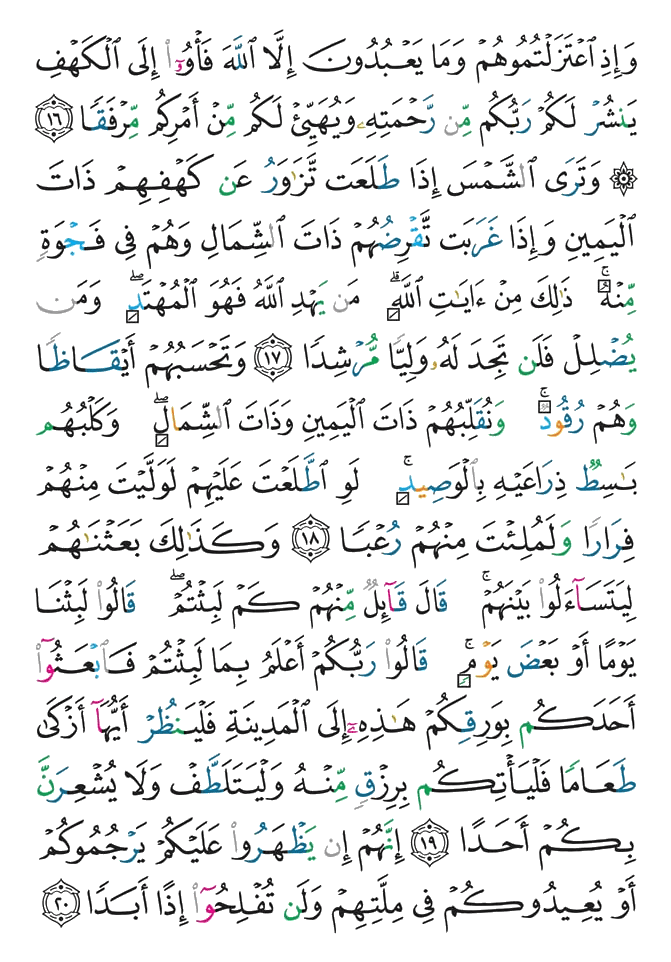 وَإِذِ ٱعۡتَزَلۡتُمُوهُمۡ وَمَا يَعۡبُدُونَ إِلَّا ٱللَّهَ فَأۡوُۥٓاْ إِلَى ٱلۡكَهۡفِ
يَنشُرۡ لَكُمۡ رَبُّكُم مِّن رَّحۡمَتِهِۦ وَيُهَيِّئۡ لَكُم مِّنۡ أَمۡرِكُم مِّرۡفَقٗا ١٦
۞ وَتَرَى ٱلشَّمۡسَ إِذَا طَلَعَت تَّزَٰوَرُ عَن كَهۡفِهِمۡ ذَاتَ
ٱلۡيَمِينِ وَإِذَا غَرَبَت تَّقۡرِضُهُمۡ ذَاتَ ٱلشِّمَالِ وَهُمۡ فِي فَجۡوَةٖ
مِّنۡهُۚ ذَٰلِكَ مِنۡ ءَايَٰتِ ٱللَّهِۗ مَن يَهۡدِ ٱللَّهُ فَهُوَ ٱلۡمُهۡتَدِۖ وَمَن
يُضۡلِلۡ فَلَن تَجِدَ لَهُۥ وَلِيّٗا مُّرۡشِدٗا ١٧ وَتَحۡسَبُهُمۡ أَيۡقَاظٗا
وَهُمۡ رُقُودٞۚ وَنُقَلِّبُهُمۡ ذَاتَ ٱلۡيَمِينِ وَذَاتَ ٱلشِّمَالِۖ وَكَلۡبُهُم
بَٰسِطٞ ذِرَاعَيۡهِ بِٱلۡوَصِيدِۚ لَوِ ٱطَّلَعۡتَ عَلَيۡهِمۡ لَوَلَّيۡتَ مِنۡهُمۡ
فِرَارٗا وَلَمُلِئۡتَ مِنۡهُمۡ رُعۡبٗا ١٨ وَكَذَٰلِكَ بَعَثۡنَٰهُمۡ
لِيَتَسَآءَلُواْ بَيۡنَهُمۡۚ قَالَ قَآئِلٞ مِّنۡهُمۡ كَمۡ لَبِثۡتُمۡۖ قَالُواْ لَبِثۡنَا
يَوۡمًا أَوۡ بَعۡضَ يَوۡمٖۚ قَالُواْ رَبُّكُمۡ أَعۡلَمُ بِمَا لَبِثۡتُمۡ فَٱبۡعَثُوٓاْ
أَحَدَكُم بِوَرِقِكُمۡ هَٰذِهِۦٓ إِلَى ٱلۡمَدِينَةِ فَلۡيَنظُرۡ أَيُّهَآ أَزۡكَىٰ
طَعَامٗا فَلۡيَأۡتِكُم بِرِزۡقٖ مِّنۡهُ وَلۡيَتَلَطَّفۡ وَلَا يُشۡعِرَنَّ
بِكُمۡ أَحَدًا ١٩ إِنَّهُمۡ إِن يَظۡهَرُواْ عَلَيۡكُمۡ يَرۡجُمُوكُمۡ
أَوۡ يُعِيدُوكُمۡ فِي مِلَّتِهِمۡ وَلَن تُفۡلِحُوٓاْ إِذًا أَبَدٗا ٢٠